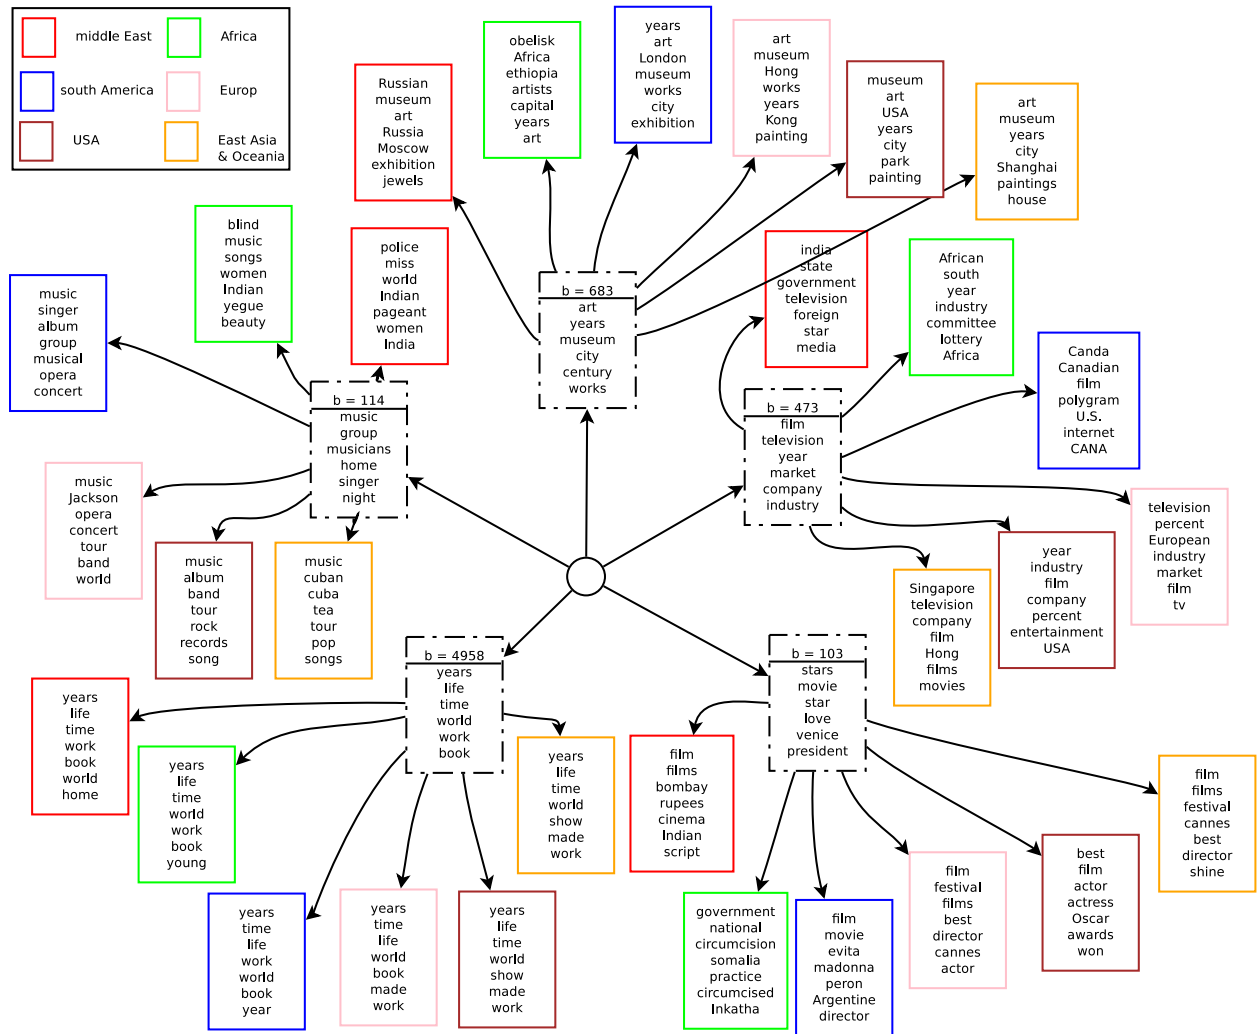 middle East
Africa
south America
Europ
USA
East Asia
& Oceania
Russian
museum
art
Russia
Moscow
exhibition
jewels
obelisk
Africa
ethiopia
artists
capital
years
art
years
art
London
museum
works
city
exhibition
art
museum
Hong
works
years
Kong
painting
museum
art
USA
years
city
park
painting
art
museum
years
city
Shanghai
paintings
house
blind
music
songs
women
Indian
yegue
beauty
police
miss
world
Indian
pageant
women
India
music
singer
album
group
musical
opera
concert
b = 683
art
years
museum
city
century
works
india
state
government
television
foreign
star
media
African
south
year
industry
committee
lottery
Africa
Canda
Canadian
film
polygram
U.S.
internet
CANA
b = 114
music
group
musicians
home
singer
night
b = 473
film
television
year
market
company
industry
music
Jackson
opera
concert
tour
band
world
music
album
band
tour
rock
records
song
music
cuban
cuba
tea
tour
pop
songs
television
percent
European
industry
market
film
tv
year
industry
film
company
percent
entertainment
USA
Singapore
television
company
film
Hong
films
movies
b = 4958
years
life
time
world
work
book
b = 103
stars
movie
star
love
venice
president
years
life
time
work
book
world
home
years
life
time
world
work
book
young
years
life
time
world
show
made
work
film
films
bombay
rupees
cinema
Indian
script
film
films
festival
cannes
best
director
shine
years
time
life
work
world
book
year
years
time
life
world
book
made
work
years
life
time
world
show
made
work
government
national
circumcision
somalia
practice
circumcised
Inkatha
film
movie
evita
madonna
peron
Argentine
director
film
festival
films
best
director
cannes
actor
best
film
actor
actress
Oscar
awards
won